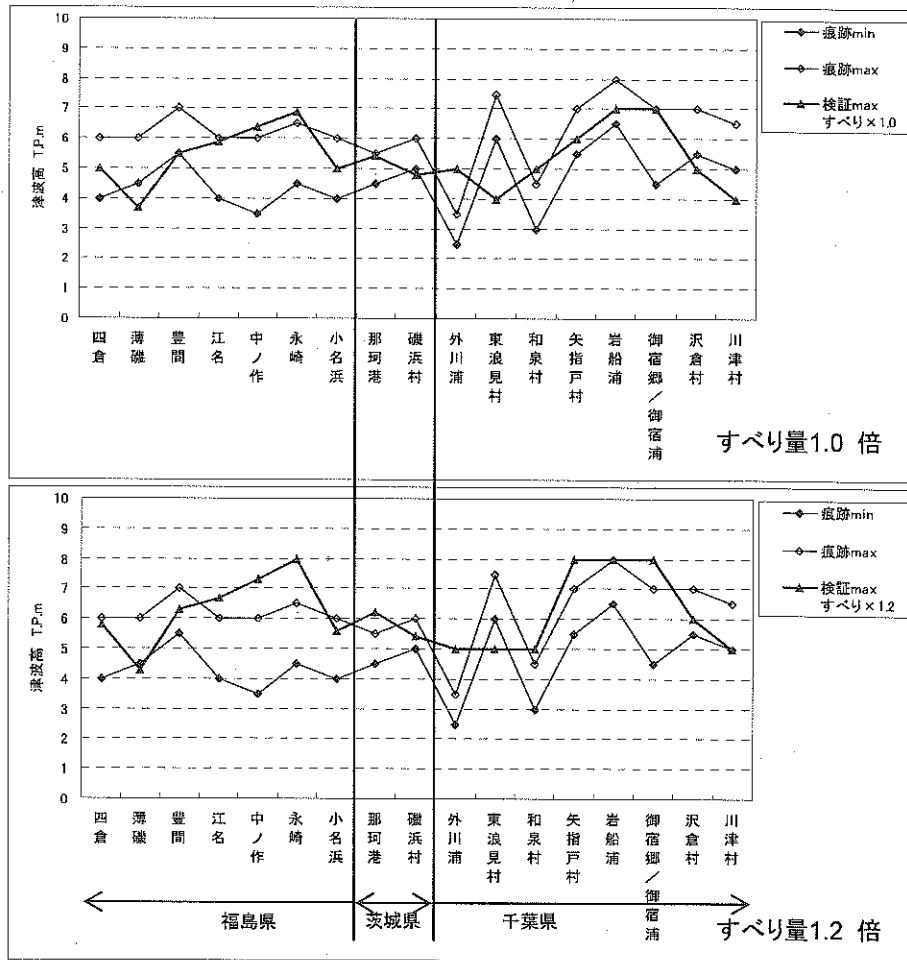 10
9
8
7
6
5
4
3
2
1
0
津波高 T.P.m
四倉
薄磯
豊間
江名
中ノ作
永崎
小名浜
那珂港
磯浜村
外川浦
東浪見村
和泉村
矢指戸村
岩船浦
御宿郷/御宿浦
沢倉村
川津村
痕跡min
痕跡max
検証max
すべり×1.0
すべり量1.0 倍
10
9
8
7
6
5
4
3
2
1
0
津波高 T.P.m
四倉
薄磯
豊間
江名
中ノ作
永崎
小名浜
那珂港
磯浜村
外川浦
東浪見村
和泉村
矢指戸村
岩船浦
御宿郷/御宿浦
沢倉村
川津村
痕跡min
痕跡max
検証max
すべり×1.2
福島県
茨城県
千葉県
すべり量1.2 倍